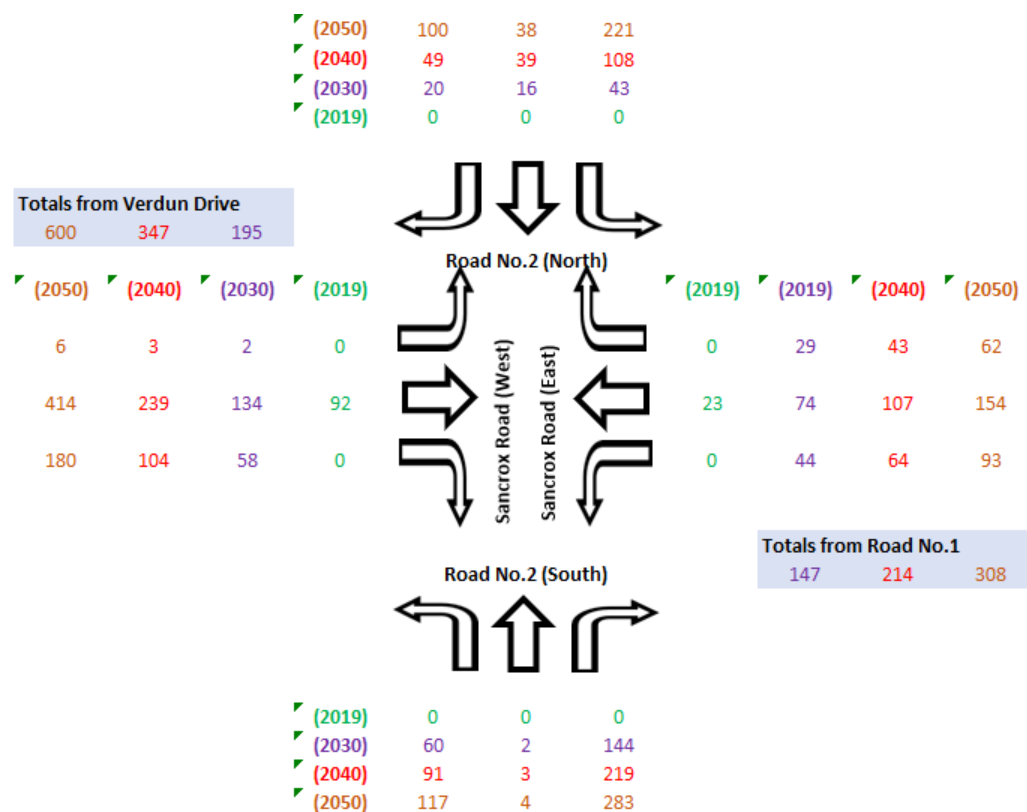 (2050) 100 38 221
(2040) 49 39 108
(2030) 20 16 43
(2019) 0 0 0
Totals from Verdun Drive
600 347 195
Road No.2 (North)
(2050) (2040) (2030) (2019)
6 3 2 0
414 239 134 92
180 104 58 0
Sancrox Road (West)
Sancrox Road (East)
(2019) (2019) (2040) (2050)
0 29 43 62
23 74 107 154
0 44 64 93
Totals from Road No.1
147 214 308
Road No.2 (South)
(2019) 0 0 0
(2030) 60 2 144
(2040) 91 3 219
(2050) 117 4 283